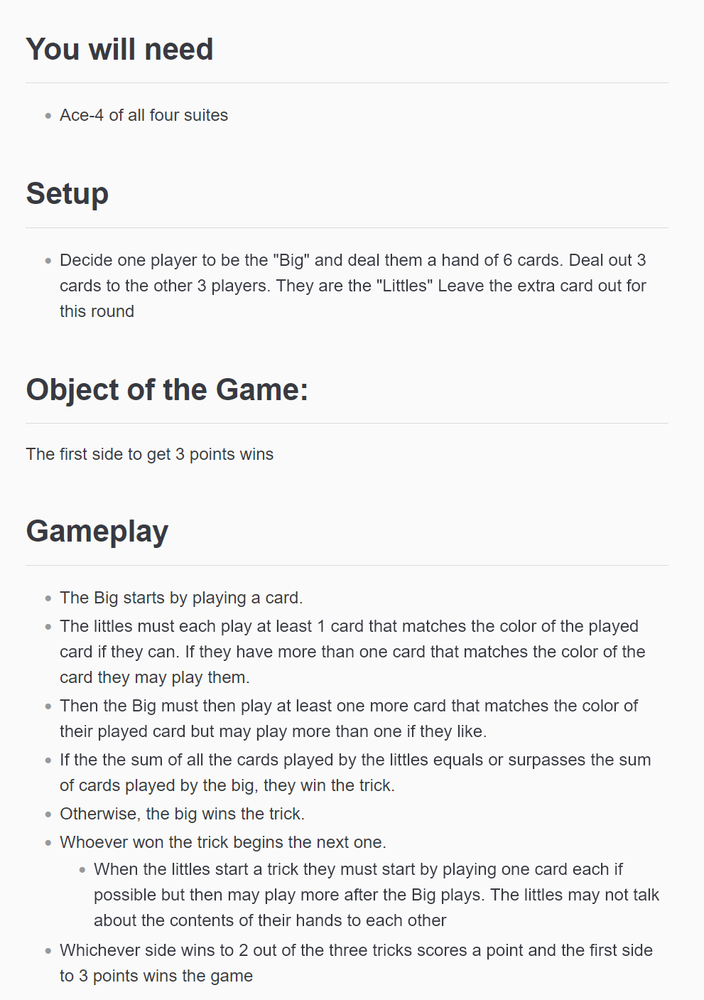 You will need
Ace-4 of all four suites
Setup
Decide one player to be the "Big" and deal them a hand of 6 cards. Deal out 3
cards to the other 3 players. They are the "Littles" Leave the extra card out for
this round
Object of the Game:
The first side to get 3 points wins
Gameplay
The Big starts by playing a card.
The littles must each play at least 1 card that matches the color of the played
card if they can. If they have more than one card that matches the color of the
card they may play them.
Then the Big must then play at least one more card that matches the color of
their played card but may play more than one if they like.
If the the sum of all the cards played by the littles equals or surpasses the sum
of cards played by the big, they win the trick.
Otherwise, the big wins the trick.
Whoever won the trick begins the next one.
When the littles start a trick they must start by playing one card each if
possible but then may play more after the Big plays. The littles may not talk
about the contents of their hands to each other
Whichever side wins to 2 out of the three tricks scores a point and the first side
to 3 points wins the game